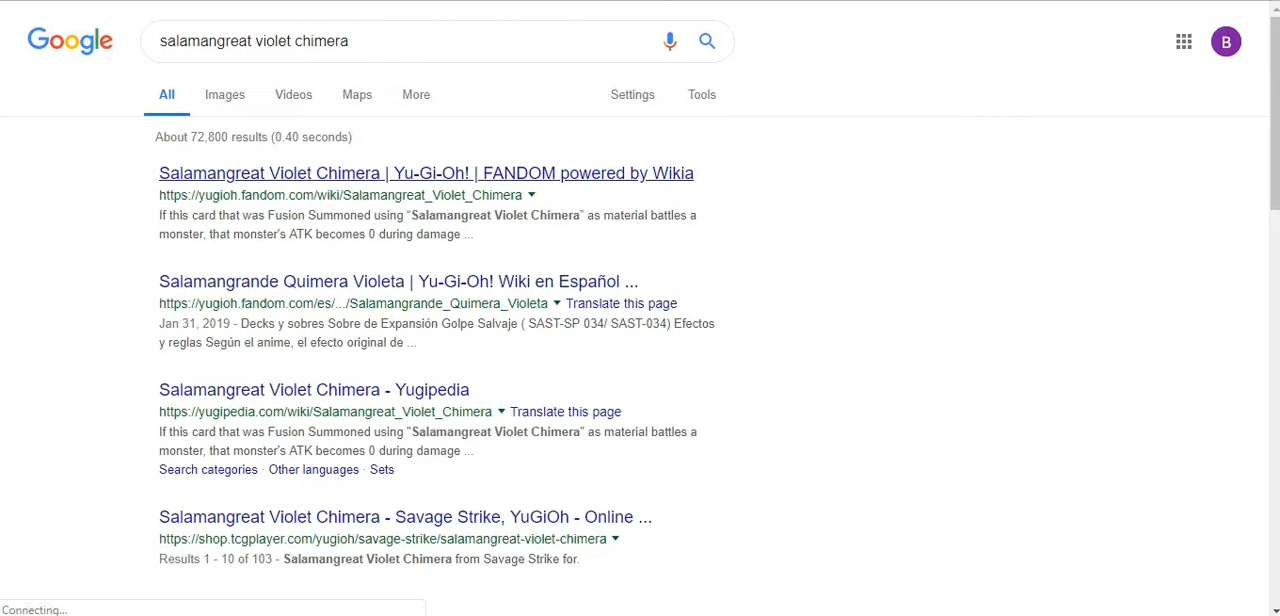 Google
salamangreat violet chimera
B
All Images Videos Maps More Settings Tools
About 72,800 results (0.40 seconds)
Salamangreat Violet Chimera | Yu-Gi-Oh! | FANDOM powered by Wikia
https://yugioh.fandom.com/wiki/Salamangreat_Violet_Chimera
If this card that was Fusion Summoned using “Salamangreat Violet Chimera” as material battles a
monster, that monster's ATK becomes 0 during damage ...
Salamangrande Quimera Violeta | Yu-Gi-Oh! Wiki en Español ...
https://yugioh.fandom.com/es/.../Salamangrande_Quimera_Violeta Translate this page
Jan 31, 2019 - Decks y sobres Sobre de Expansión Golpe Salvaje ( SAST-SP 034/ SAST-034) Efectos
y reglas Según el anime, el efecto original de ...
Salamangreat Violet Chimera - Yugipedia
https://yugipedia.com/wiki/Salamangreat_Violet_Chimera Translate this page
If this card that was Fusion Summoned using "Salamangreat Violet Chimera" as material battles a
monster, that monster's ATK becomes 0 during damage ...
Search categories · Other languages · Sets
Salamangreat Violet Chimera - Savage Strike, YuGiOh - Online ...
https://shop.tcgplayer.com/yugioh/savage-strike/salamangreat-violet-chimera
Results 1 - 10 of 103 - Salamangreat Violet Chimera from Savage Strike for.
Connecting...